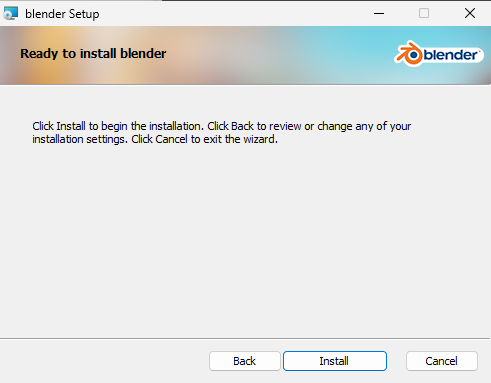 blender Setup
Ready to install blender
blender
Click Install to begin the installation. Click Back to review or change any of your
installation settings. Click Cancel to exit the wizard.
Back
Install
Cancel